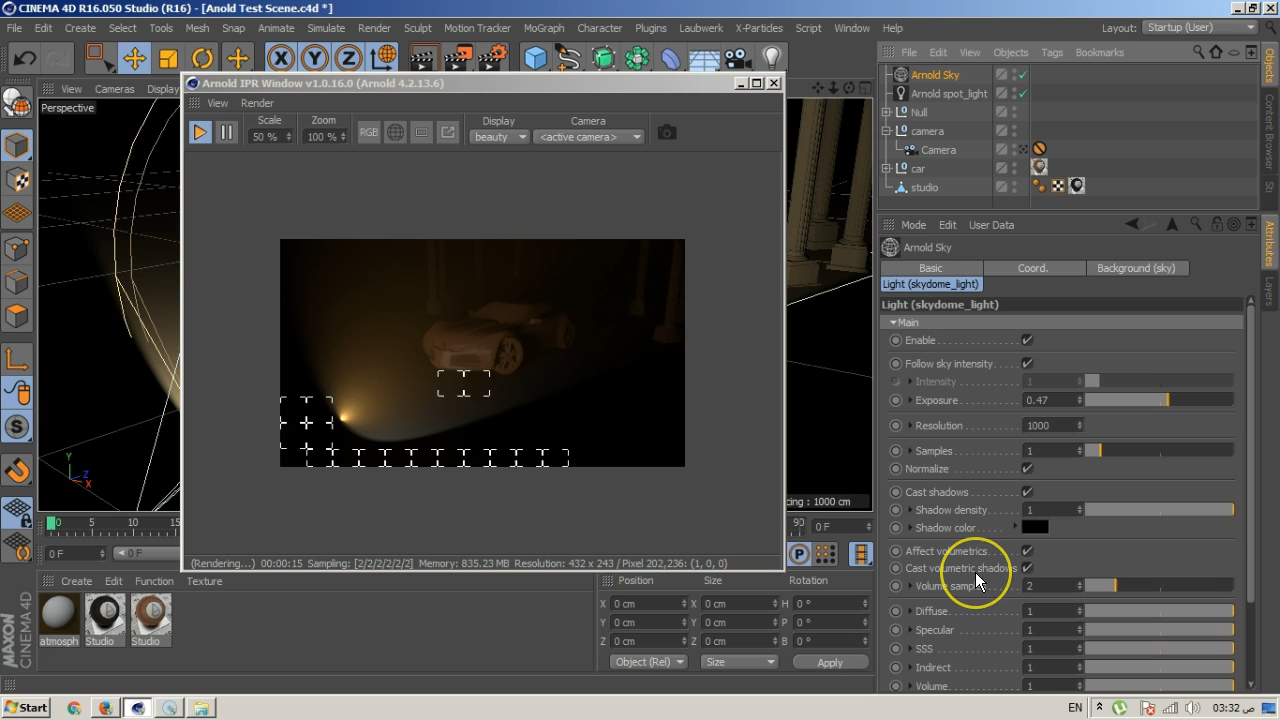 CINEMA 4D R16.050 Studio (R16) - [Anold Test Scene.c4d *]
File Edit Create Select Tools Mesh Snap Animate Simulate Render Sculpt Motion Tracker MoGraph Character Plugins Laubwerk X-Particles Script Window Help
Layout: Startup (User)
View Cameras Display
Perspective
Arnold IPR Window v1.0.16.0 (Arnold 4.2.13.6)
View Render
Scale Zoom Display Camera
50 % 100 % RGB beauty <active camera>
(Rendering...) 00:00:15 Sampling: [2/2/2/2/2/2] Memory: 835.23 MB Resolution: 432 x 243 / Pixel 202,236: (1, 0, 0)
cing : 1000 cm
Y
Z
X
0 5 10 15
90 0 F
0 F 0 F
P
Create Function Edit Texture
atmosph Studio Studio
MAXON
CINEMA 4D
Position Size Rotation
X 0 cm X 0 cm H 0 °
Y 0 cm Y 0 cm P 0 °
Z 0 cm Z 0 cm B 0 °
Object (Rel) Size Apply
File Edit View Objects Tags Bookmarks
Arnold Sky
Arnold spot_light
Null
camera
Camera
car
studio
Objects
Content Browser
Attributes
Layers
Mode Edit User Data
Arnold Sky
Basic Coord. Background (sky)
Light (skydome_light)
Light (skydome_light)
Main
Enable
Follow sky intensity
Intensity 1
Exposure 0.47
Resolution 1000
Samples 1
Normalize
Cast shadows
Shadow density 1
Shadow color
Affect volumetrics
Cast volumetric shadows
Volume samples 2
Diffuse 1
Specular 1
SSS 1
Indirect 1
Volume 1
Start EN 03:32 ص